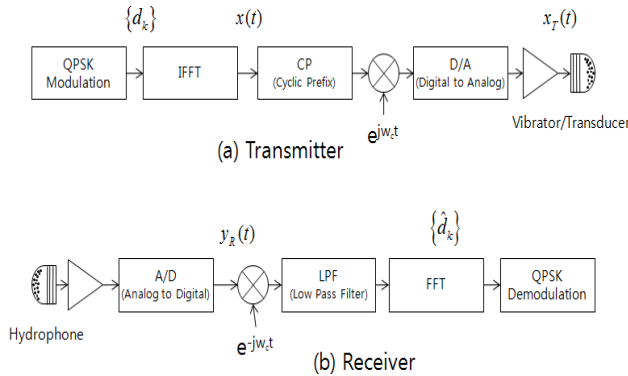 {d_k}
x(t)
x_T(t)
QPSK
Modulation
IFFT
CP
(Cyclic Prefix)
D/A
(Digital to Analog)
e^{jw_ct}
Vibrator/Transducer
(a) Transmitter
y_R(t)
{d̂_k}
A/D
(Analog to Digital)
LPF
(Low Pass Filter)
FFT
QPSK
Demodulation
Hydrophone
e^{-jw_ct}
(b) Receiver